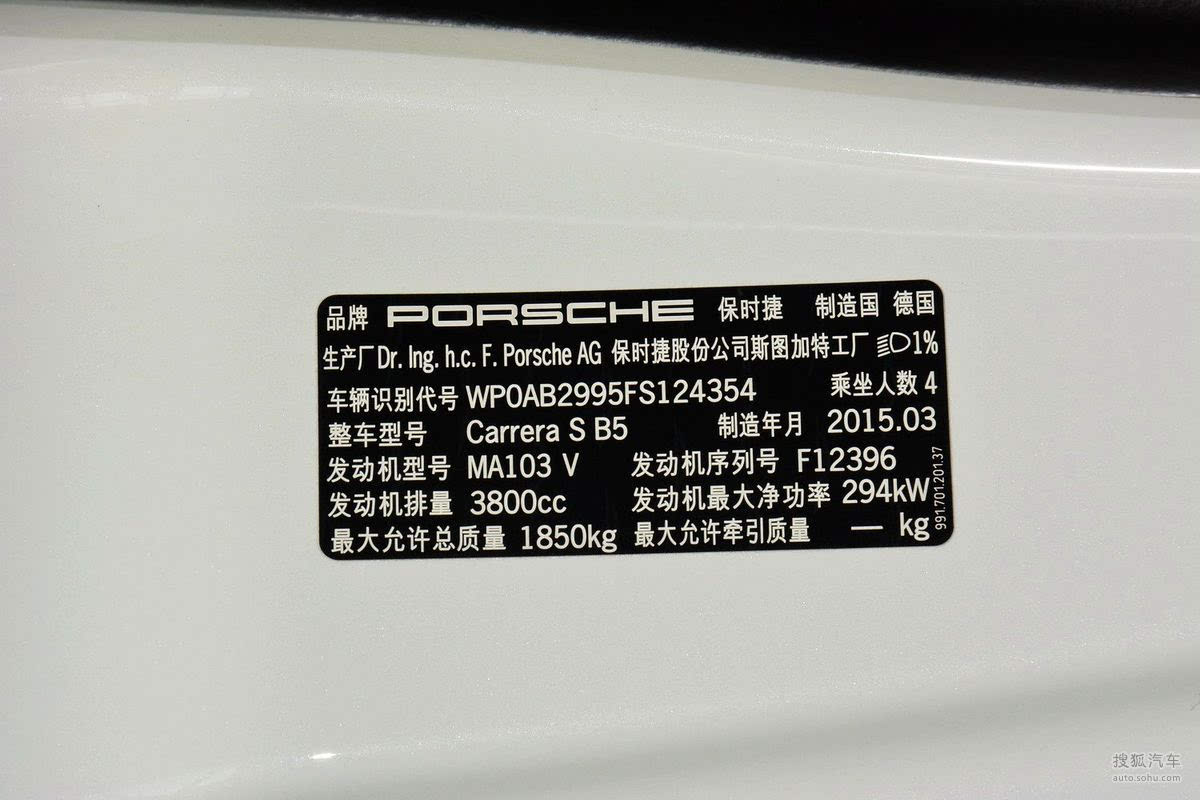 品牌 PORSCHE 保时捷 制造国 德国
生产厂 Dr. Ing. h.c. F. Porsche AG 保时捷股份公司斯图加特工厂 1%
车辆识别代号 WP0AB2995FS124354 乘坐人数 4
整车型号 Carrera S B5 制造年月 2015.03
发动机型号 MA103 V 发动机序列号 F12396
发动机排量 3800cc 发动机最大净功率 294kW
最大允许总质量 1850kg 最大允许牵引质量 — kg
991.701.201.37
搜狐汽车
auto.sohu.com